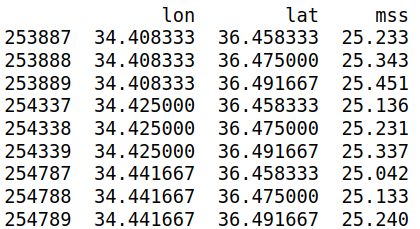 lon lat mss
253887 34.408333 36.458333 25.233
253888 34.408333 36.475000 25.343
253889 34.408333 36.491667 25.451
254337 34.425000 36.458333 25.136
254338 34.425000 36.475000 25.231
254339 34.425000 36.491667 25.337
254787 34.441667 36.458333 25.042
254788 34.441667 36.475000 25.133
254789 34.441667 36.491667 25.240